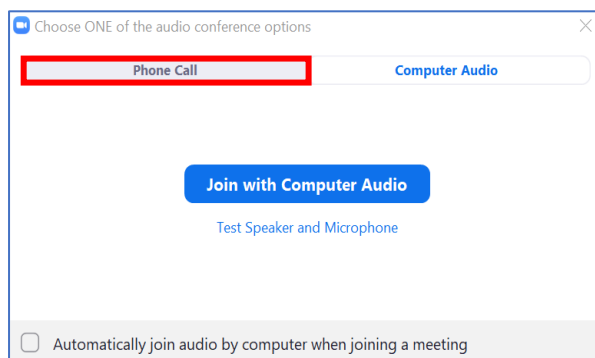 Choose ONE of the audio conference options
Phone Call
Computer Audio
Join with Computer Audio
Test Speaker and Microphone
Automatically join audio by computer when joining a meeting